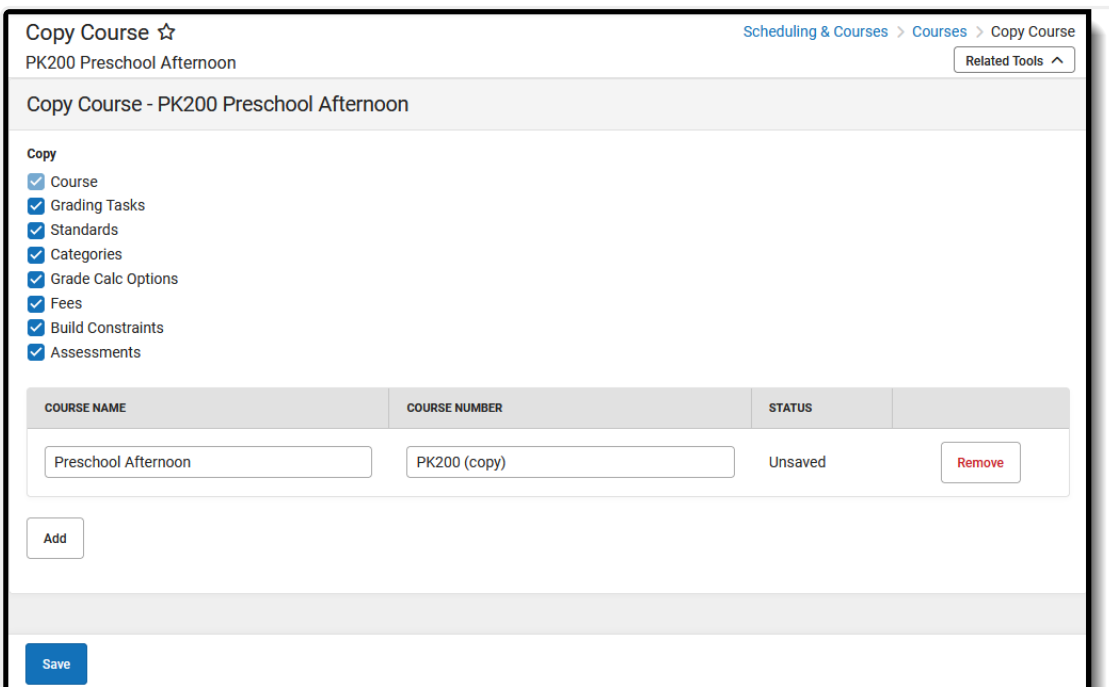 Copy Course
Scheduling & Courses > Courses > Copy Course
PK200 Preschool Afternoon
Related Tools
Copy Course - PK200 Preschool Afternoon
Copy
Course
Grading Tasks
Standards
Categories
Grade Calc Options
Fees
Build Constraints
Assessments
COURSE NAME COURSE NUMBER STATUS
Preschool Afternoon PK200 (copy) Unsaved Remove
Add
Save